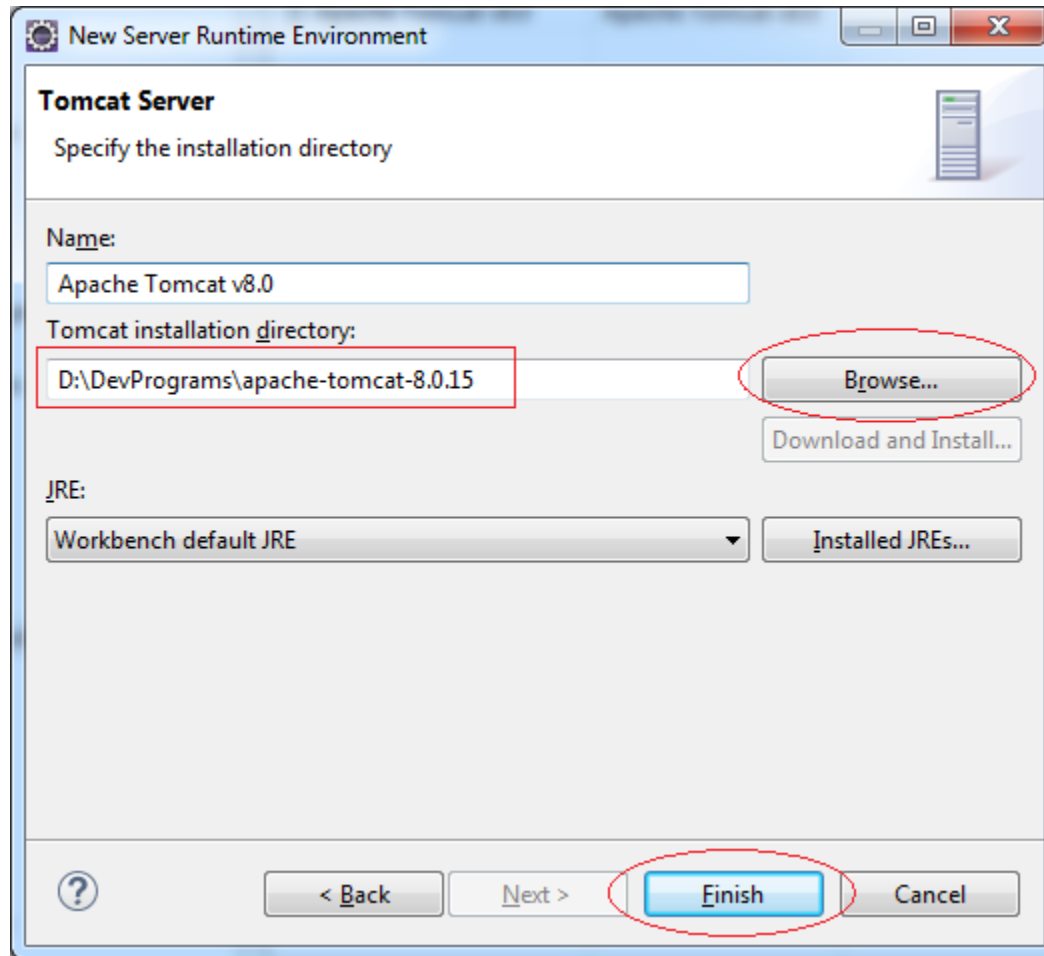 New Server Runtime Environment
Tomcat Server
Specify the installation directory
Name:
Apache Tomcat v8.0
Tomcat installation directory:
D:\DevPrograms\apache-tomcat-8.0.15
Browse...
Download and Install...
JRE:
Workbench default JRE
Installed JREs...
?
< Back
Next >
Finish
Cancel